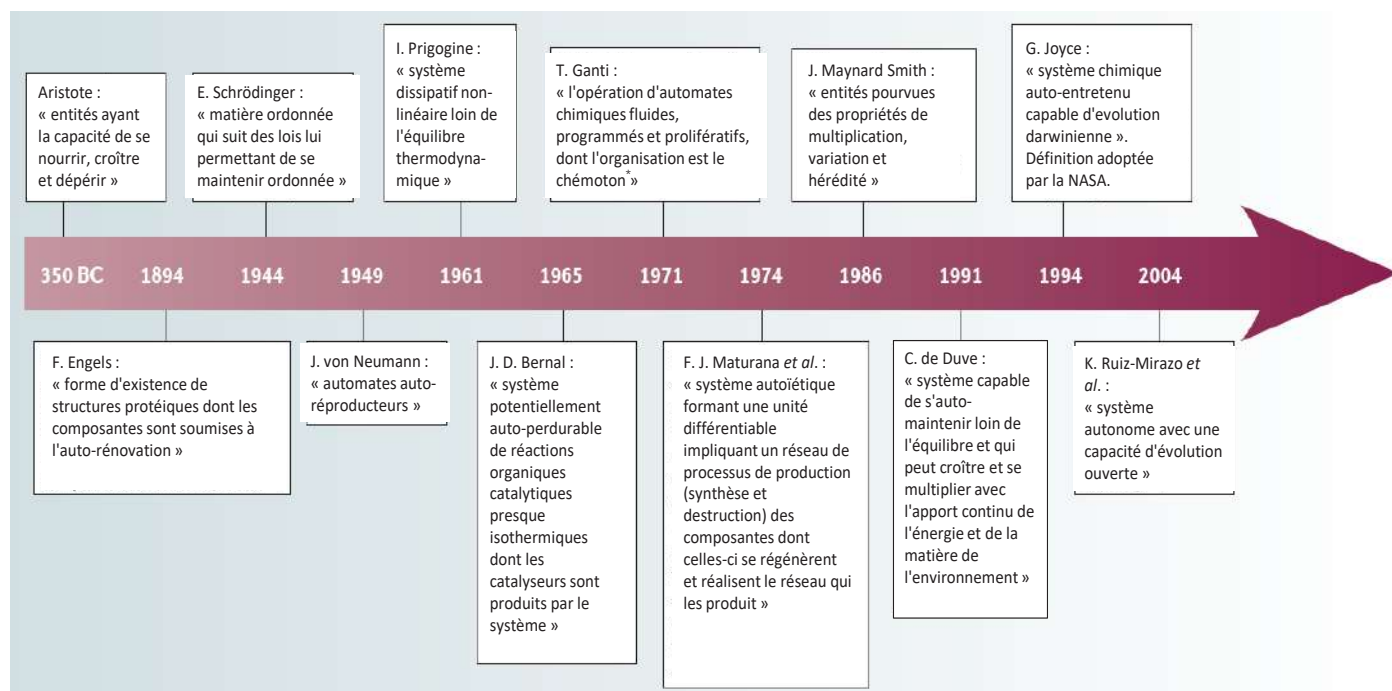 Aristote :
« entités ayant
la capacité de se
nourrir, croître
et dépérir »
E. Schrödinger :
« matière ordonnée
qui suit des lois lui
permettant de se
maintenir ordonnée »
I. Prigogine :
« système
dissipatif non-
linéaire loin de
l'équilibre
thermodyna-
mique »
T. Ganti :
« l'opération d'automates
chimiques fluides,
programmés et prolifératifs,
dont l'organisation est le
chémoton*»
J. Maynard Smith :
« entités pourvues
des propriétés de
multiplication,
variation et
hérédité »
G. Joyce :
« système chimique
auto-entretenu
capable d'evolution
darwinienne ».
Définition adoptée
par la NASA.
350 BC 1894 1944 1949 1961 1965 1971 1974 1986 1991 1994 2004
F. Engels :
« forme d'existence de
structures protéiques dont les
composantes sont soumises à
l'auto-rénovation »
J. von Neumann :
« automates auto-
réproducteurs »
J. D. Bernal :
« système
potentiellement
auto-perdurable
de réactions
organiques
catalytiques
presque
isothermiques
dont les
catalyseurs sont
produits par le
système »
F. J. Maturana et al. :
« système autoïétique
formant une unité
différentiable
impliquant un réseau de
processus de production
(synthèse et
destruction) des
composantes dont
celles-ci se régénèrent
et réalisent le réseau qui
les produit »
C. de Duve :
« système capable
de s'auto-
maintenir loin de
l'équilibre et qui
peut croître et se
multiplier avec
l'apport continu de
l'énergie et de la
matière de
l'environnement »
K. Ruiz-Mirazo et
al. :
« système
autonome avec une
capacité d'évolution
ouverte »